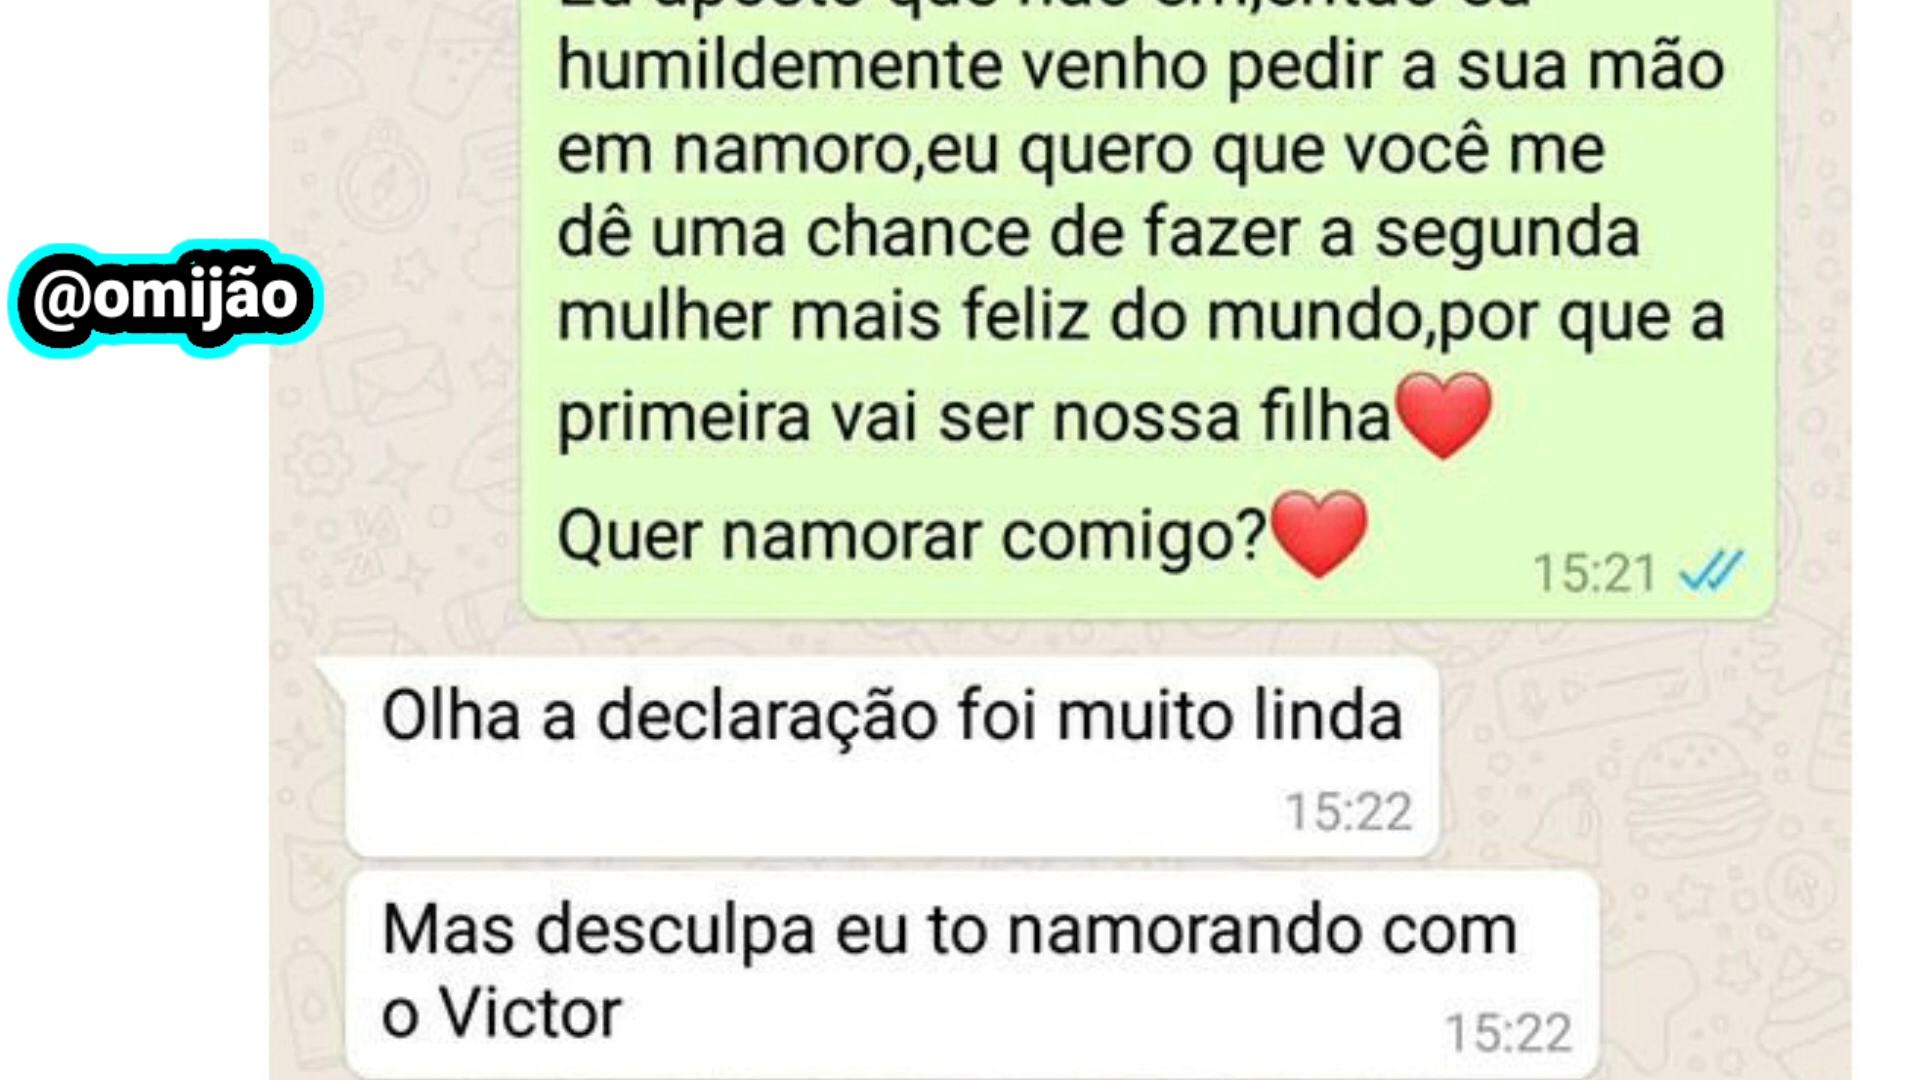 humildemente venho pedir a sua mão
em namoro,eu quero que você me
dê uma chance de fazer a segunda
mulher mais feliz do mundo,por que a
primeira vai ser nossa filha❤️
Quer namorar comigo?❤️
15:21
@omijão
Olha a declaração foi muito linda
15:22
Mas desculpa eu to namorando com
o Victor
15:22